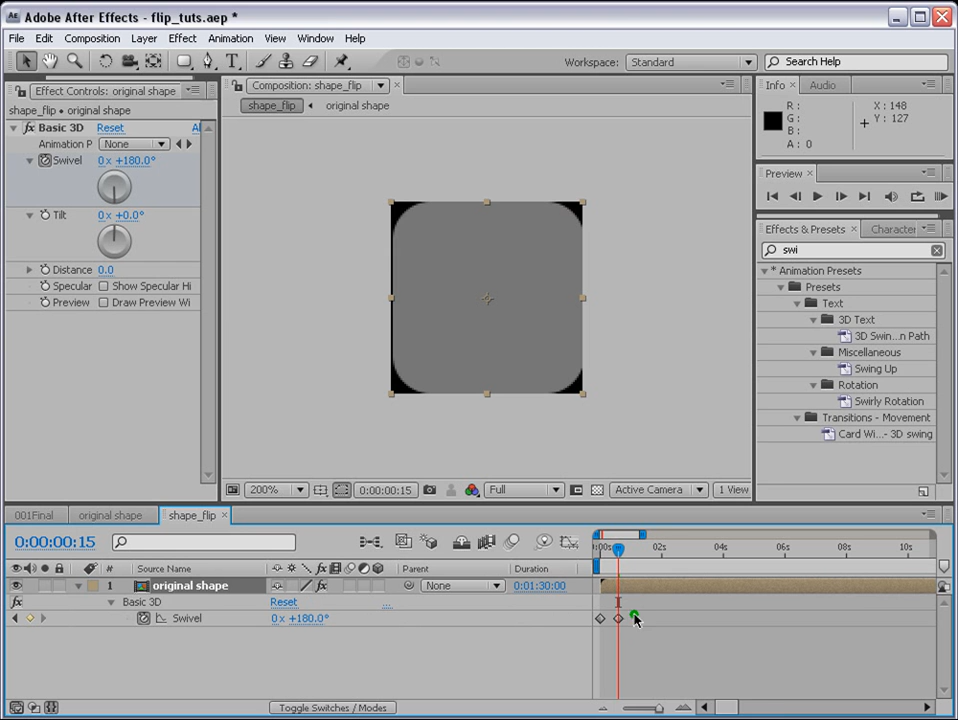 Adobe After Effects - flip_tuts.aep *
File Edit Composition Layer Effect Animation View Window Help
Workspace: Standard Search Help
Effect Controls: original shape
shape_flip • original shape
fx Basic 3D Reset
Animation P None
Swivel 0 x +180.0°
Tilt 0 x +0.0°
Distance 0.0
Specular Show Specular Hi
Preview Draw Preview Wi
Composition: shape_flip
shape_flip original shape
200% 0:00:00:15 Full Active Camera 1 View
Info Audio
R :
G :
B :
A : 0
X : 148
Y : 127
Preview
Effects & Presets Character
swi
* Animation Presets
Presets
Text
3D Text
3D Swin...n Path
Miscellaneous
Swing Up
Rotation
Swirly Rotation
Transitions - Movement
Card Wi...- 3D swing
001Final original shape shape_flip
0:00:00:15
02s 04s 06s 08s 10s
# Source Name Parent Duration
1 original shape None 0:01:30:00
fx Basic 3D Reset ...
Swivel 0 x +180.0°
Toggle Switches / Modes